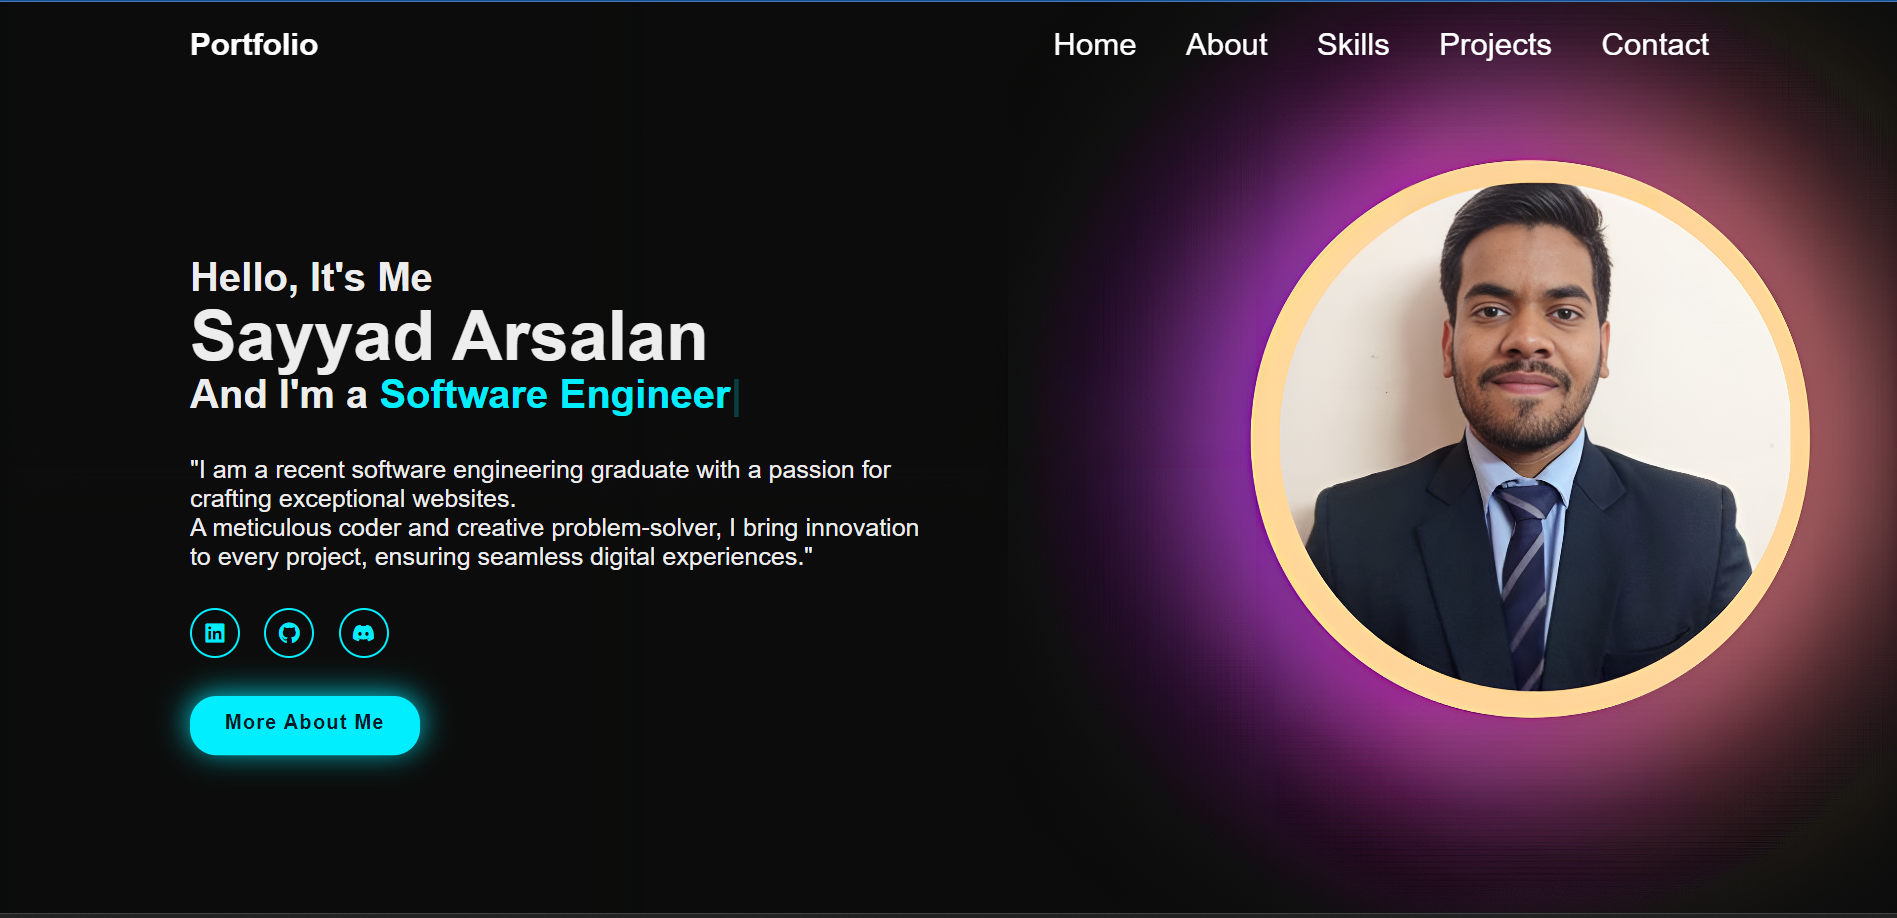 Portfolio
Home About Skills Projects Contact
Hello, It's Me
Sayyad Arsalan
And I'm a Software Engineer|
"I am a recent software engineering graduate with a passion for
crafting exceptional websites.
A meticulous coder and creative problem-solver, I bring innovation
to every project, ensuring seamless digital experiences."
in
More About Me